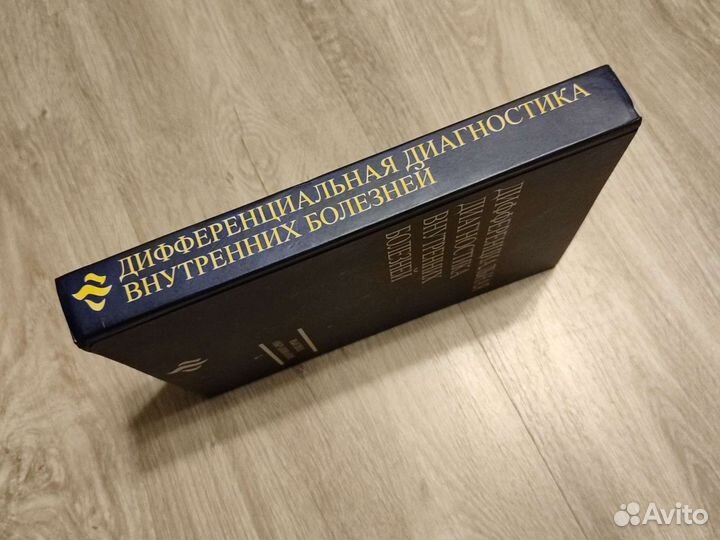 ДИФФЕРЕНЦИАЛЬНАЯ ДИАГНОСТИКА
ВНУТРЕННИХ БОЛЕЗНЕЙ
ДИФФЕРЕНЦИАЛЬНАЯ
ДИАГНОСТИКА
ВНУТРЕННИХ
БОЛЕЗНЕЙ
Avito